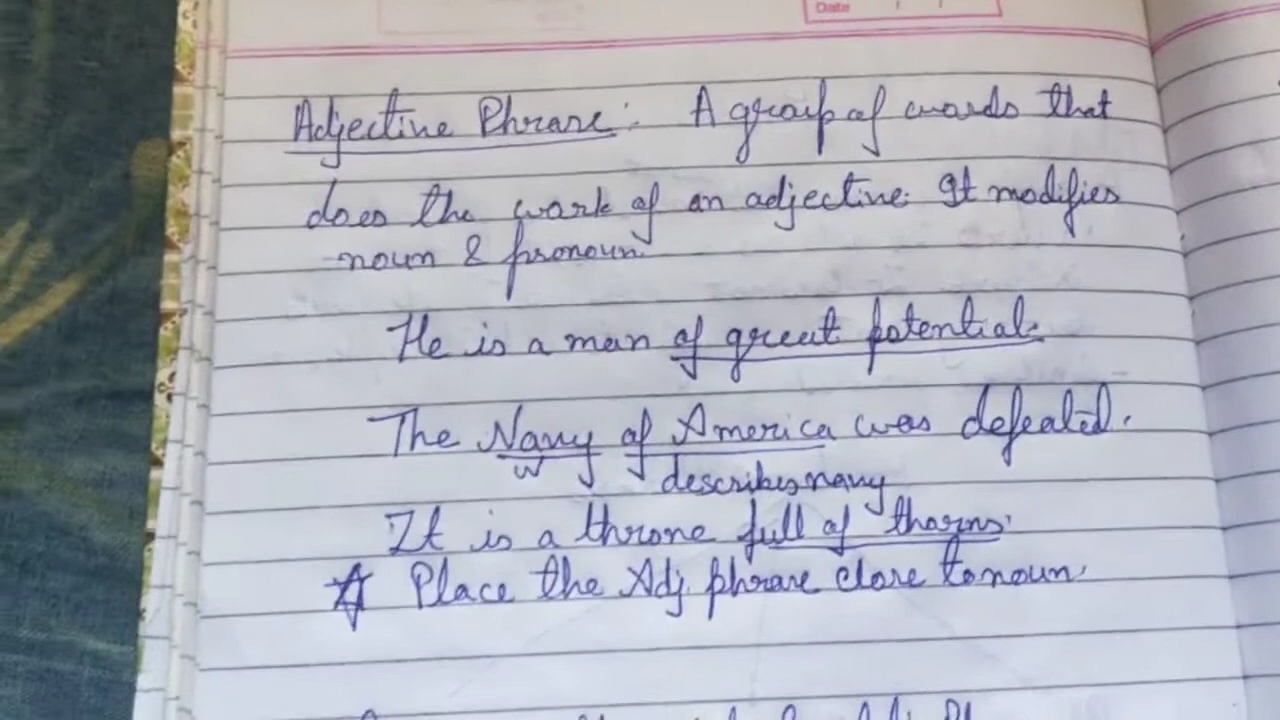 Date
Adjective Phrase: A group of words that
does the work of an adjective. It modifies
noun & pronoun.
He is a man of great potential.
The Navy of America was defeated.
describes navy
It is a throne full of thorns.
☆ Place the Adj. phrase close to noun.